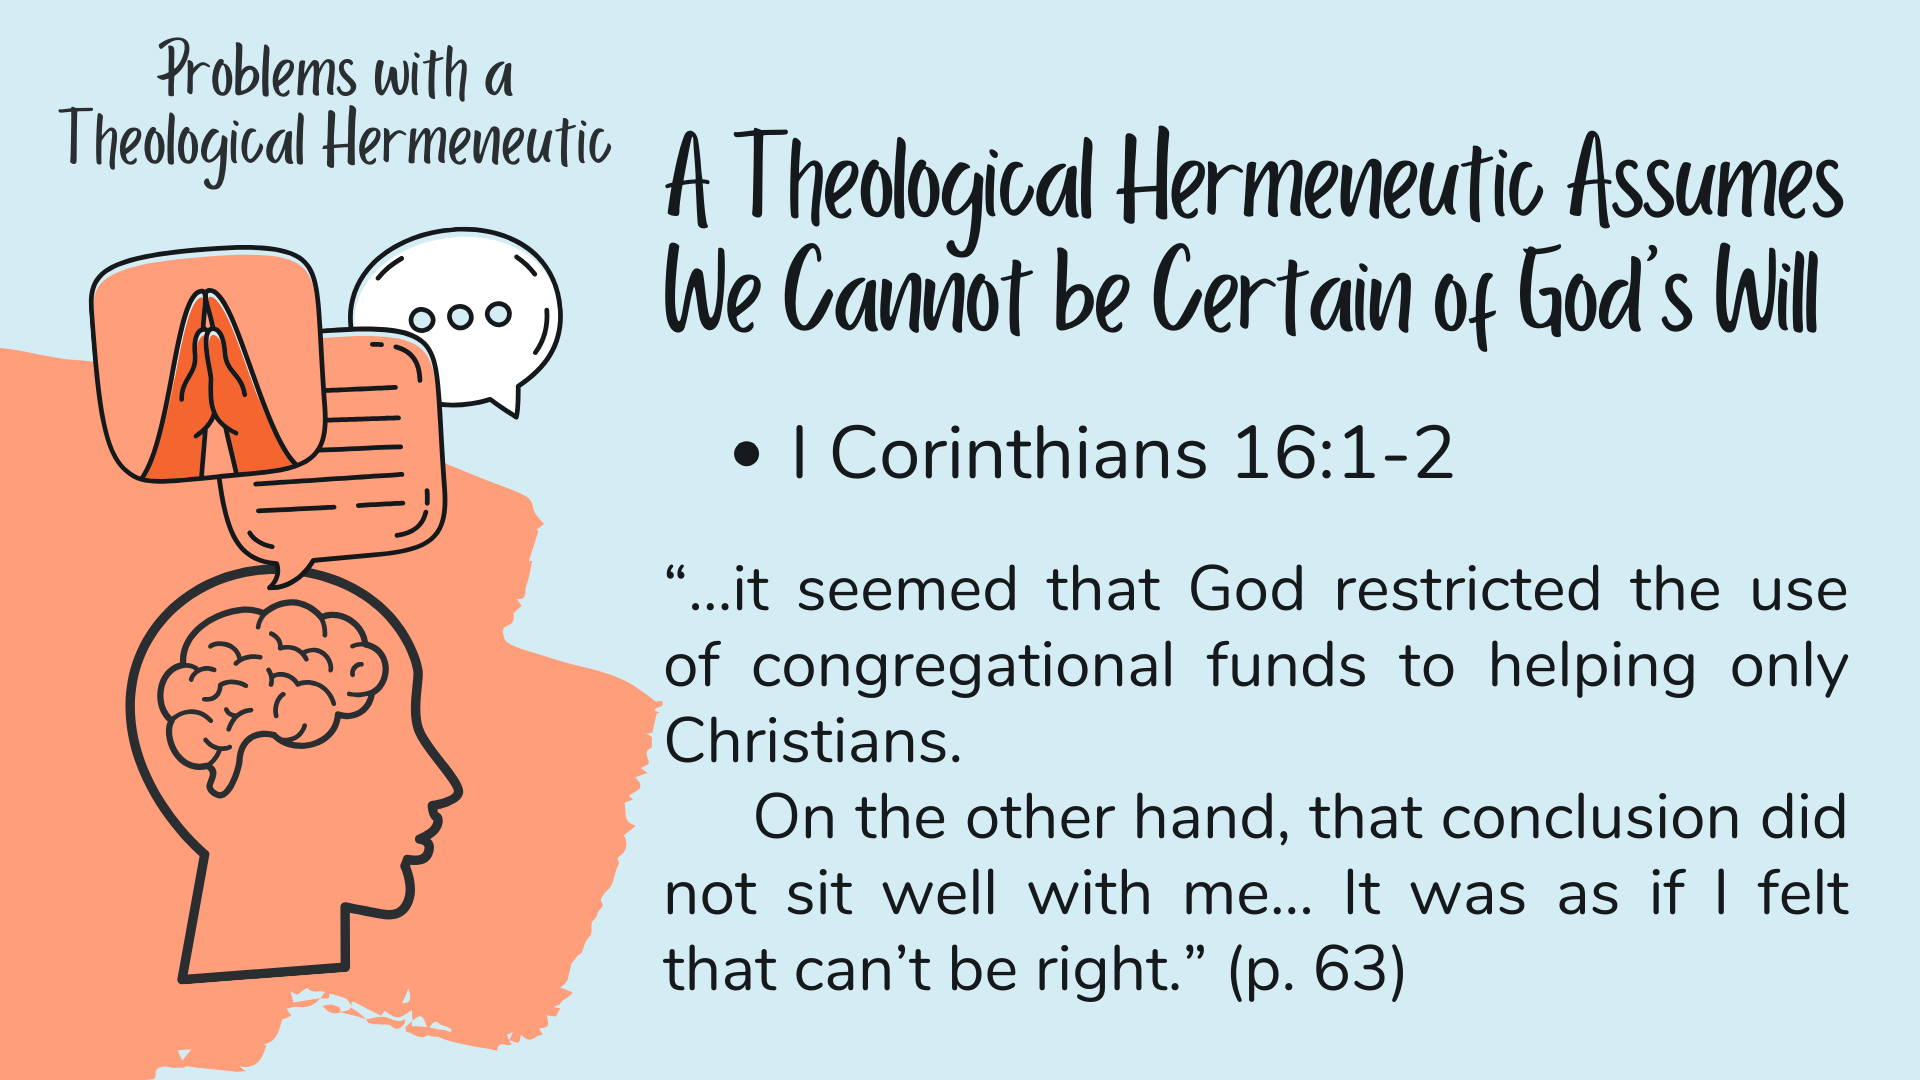 Problems with a
Theological Hermeneutic
A Theological Hermeneutic Assumes
We Cannot be Certain of God's Will
• I Corinthians 16:1-2
“...it seemed that God restricted the use
of congregational funds to helping only
Christians.
On the other hand, that conclusion did
not sit well with me... It was as if I felt
that can’t be right.” (p. 63)